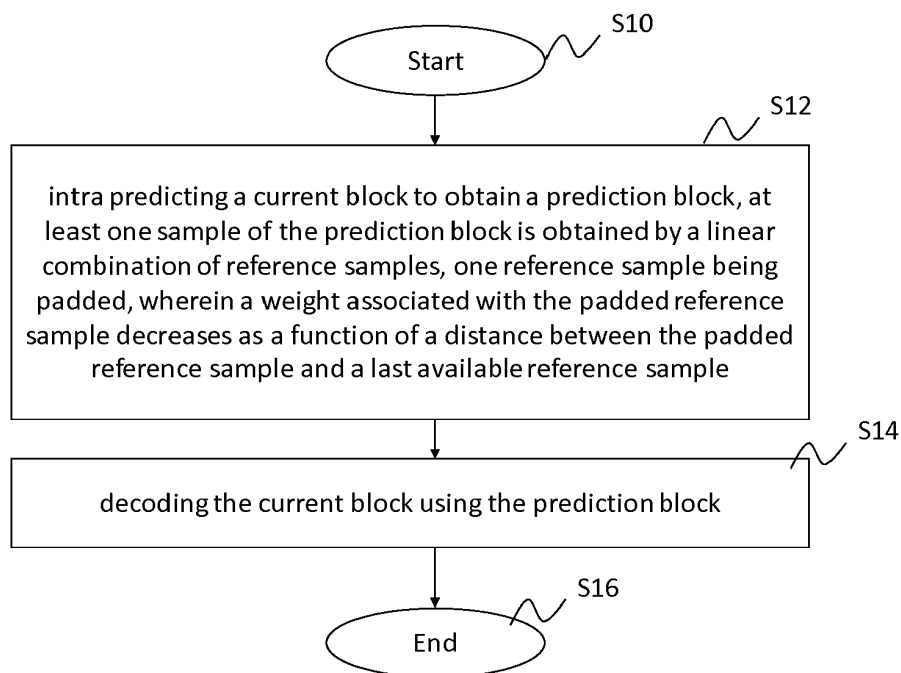 S10
Start
S12
intra predicting a current block to obtain a prediction block, at
least one sample of the prediction block is obtained by a linear
combination of reference samples, one reference sample being
padded, wherein a weight associated with the padded reference
sample decreases as a function of a distance between the padded
reference sample and a last available reference sample
S14
decoding the current block using the prediction block
S16
End